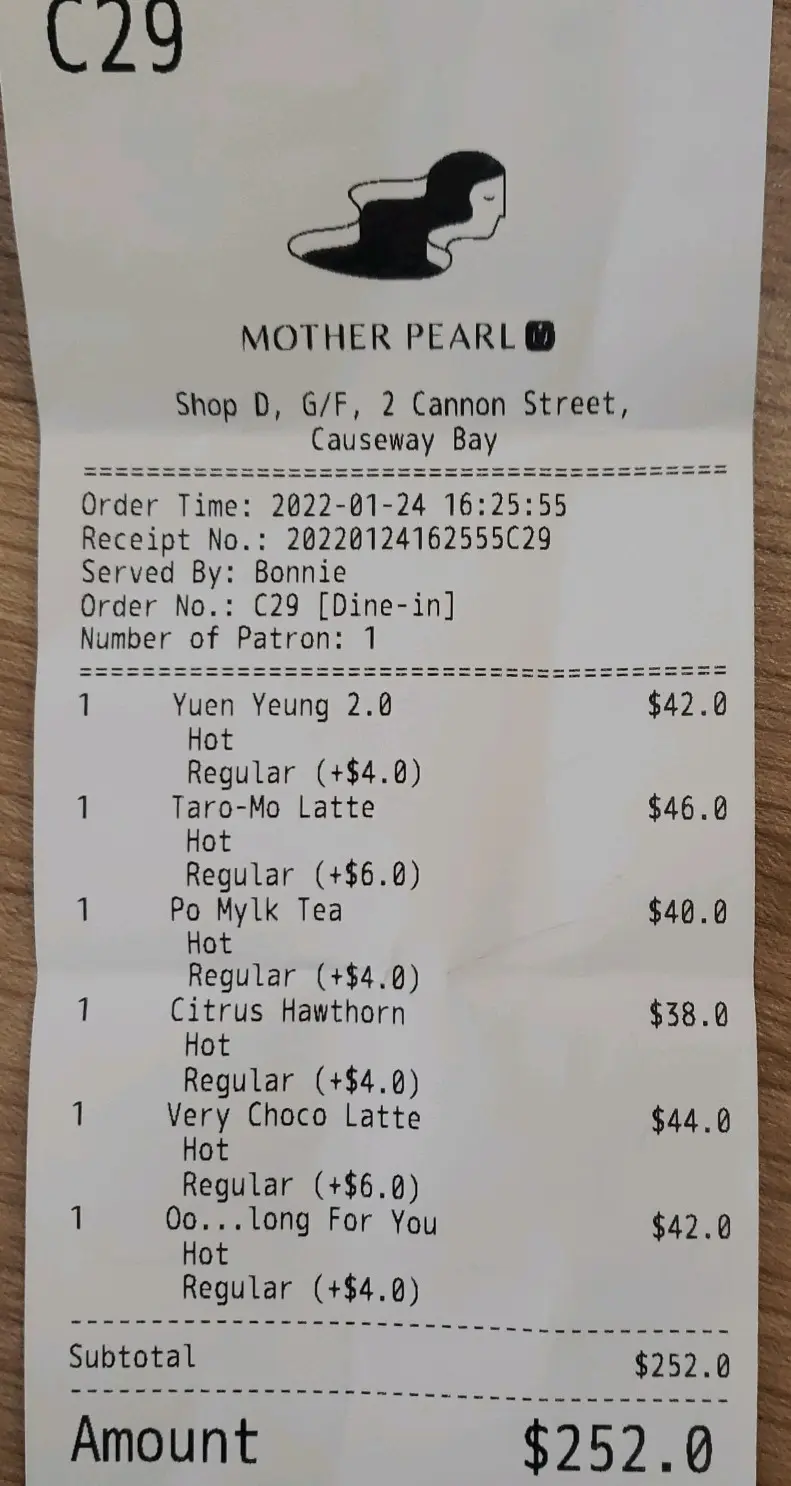 C29
MOTHER PEARL M
Shop D, G/F, 2 Cannon Street,
Causeway Bay
==========================================
Order Time: 2022-01-24 16:25:55
Receipt No.: 20220124162555C29
Served By: Bonnie
Order No.: C29 [Dine-in]
Number of Patron: 1
==========================================
1 Yuen Yeung 2.0 $42.0
Hot
Regular (+$4.0)
1 Taro-Mo Latte $46.0
Hot
Regular (+$6.0)
1 Po Mylk Tea $40.0
Hot
Regular (+$4.0)
1 Citrus Hawthorn $38.0
Hot
Regular (+$4.0)
1 Very Choco Latte $44.0
Hot
Regular (+$6.0)
1 Oo...long For You $42.0
Hot
Regular (+$4.0)
------------------------------------------
Subtotal $252.0
------------------------------------------
Amount $252.0